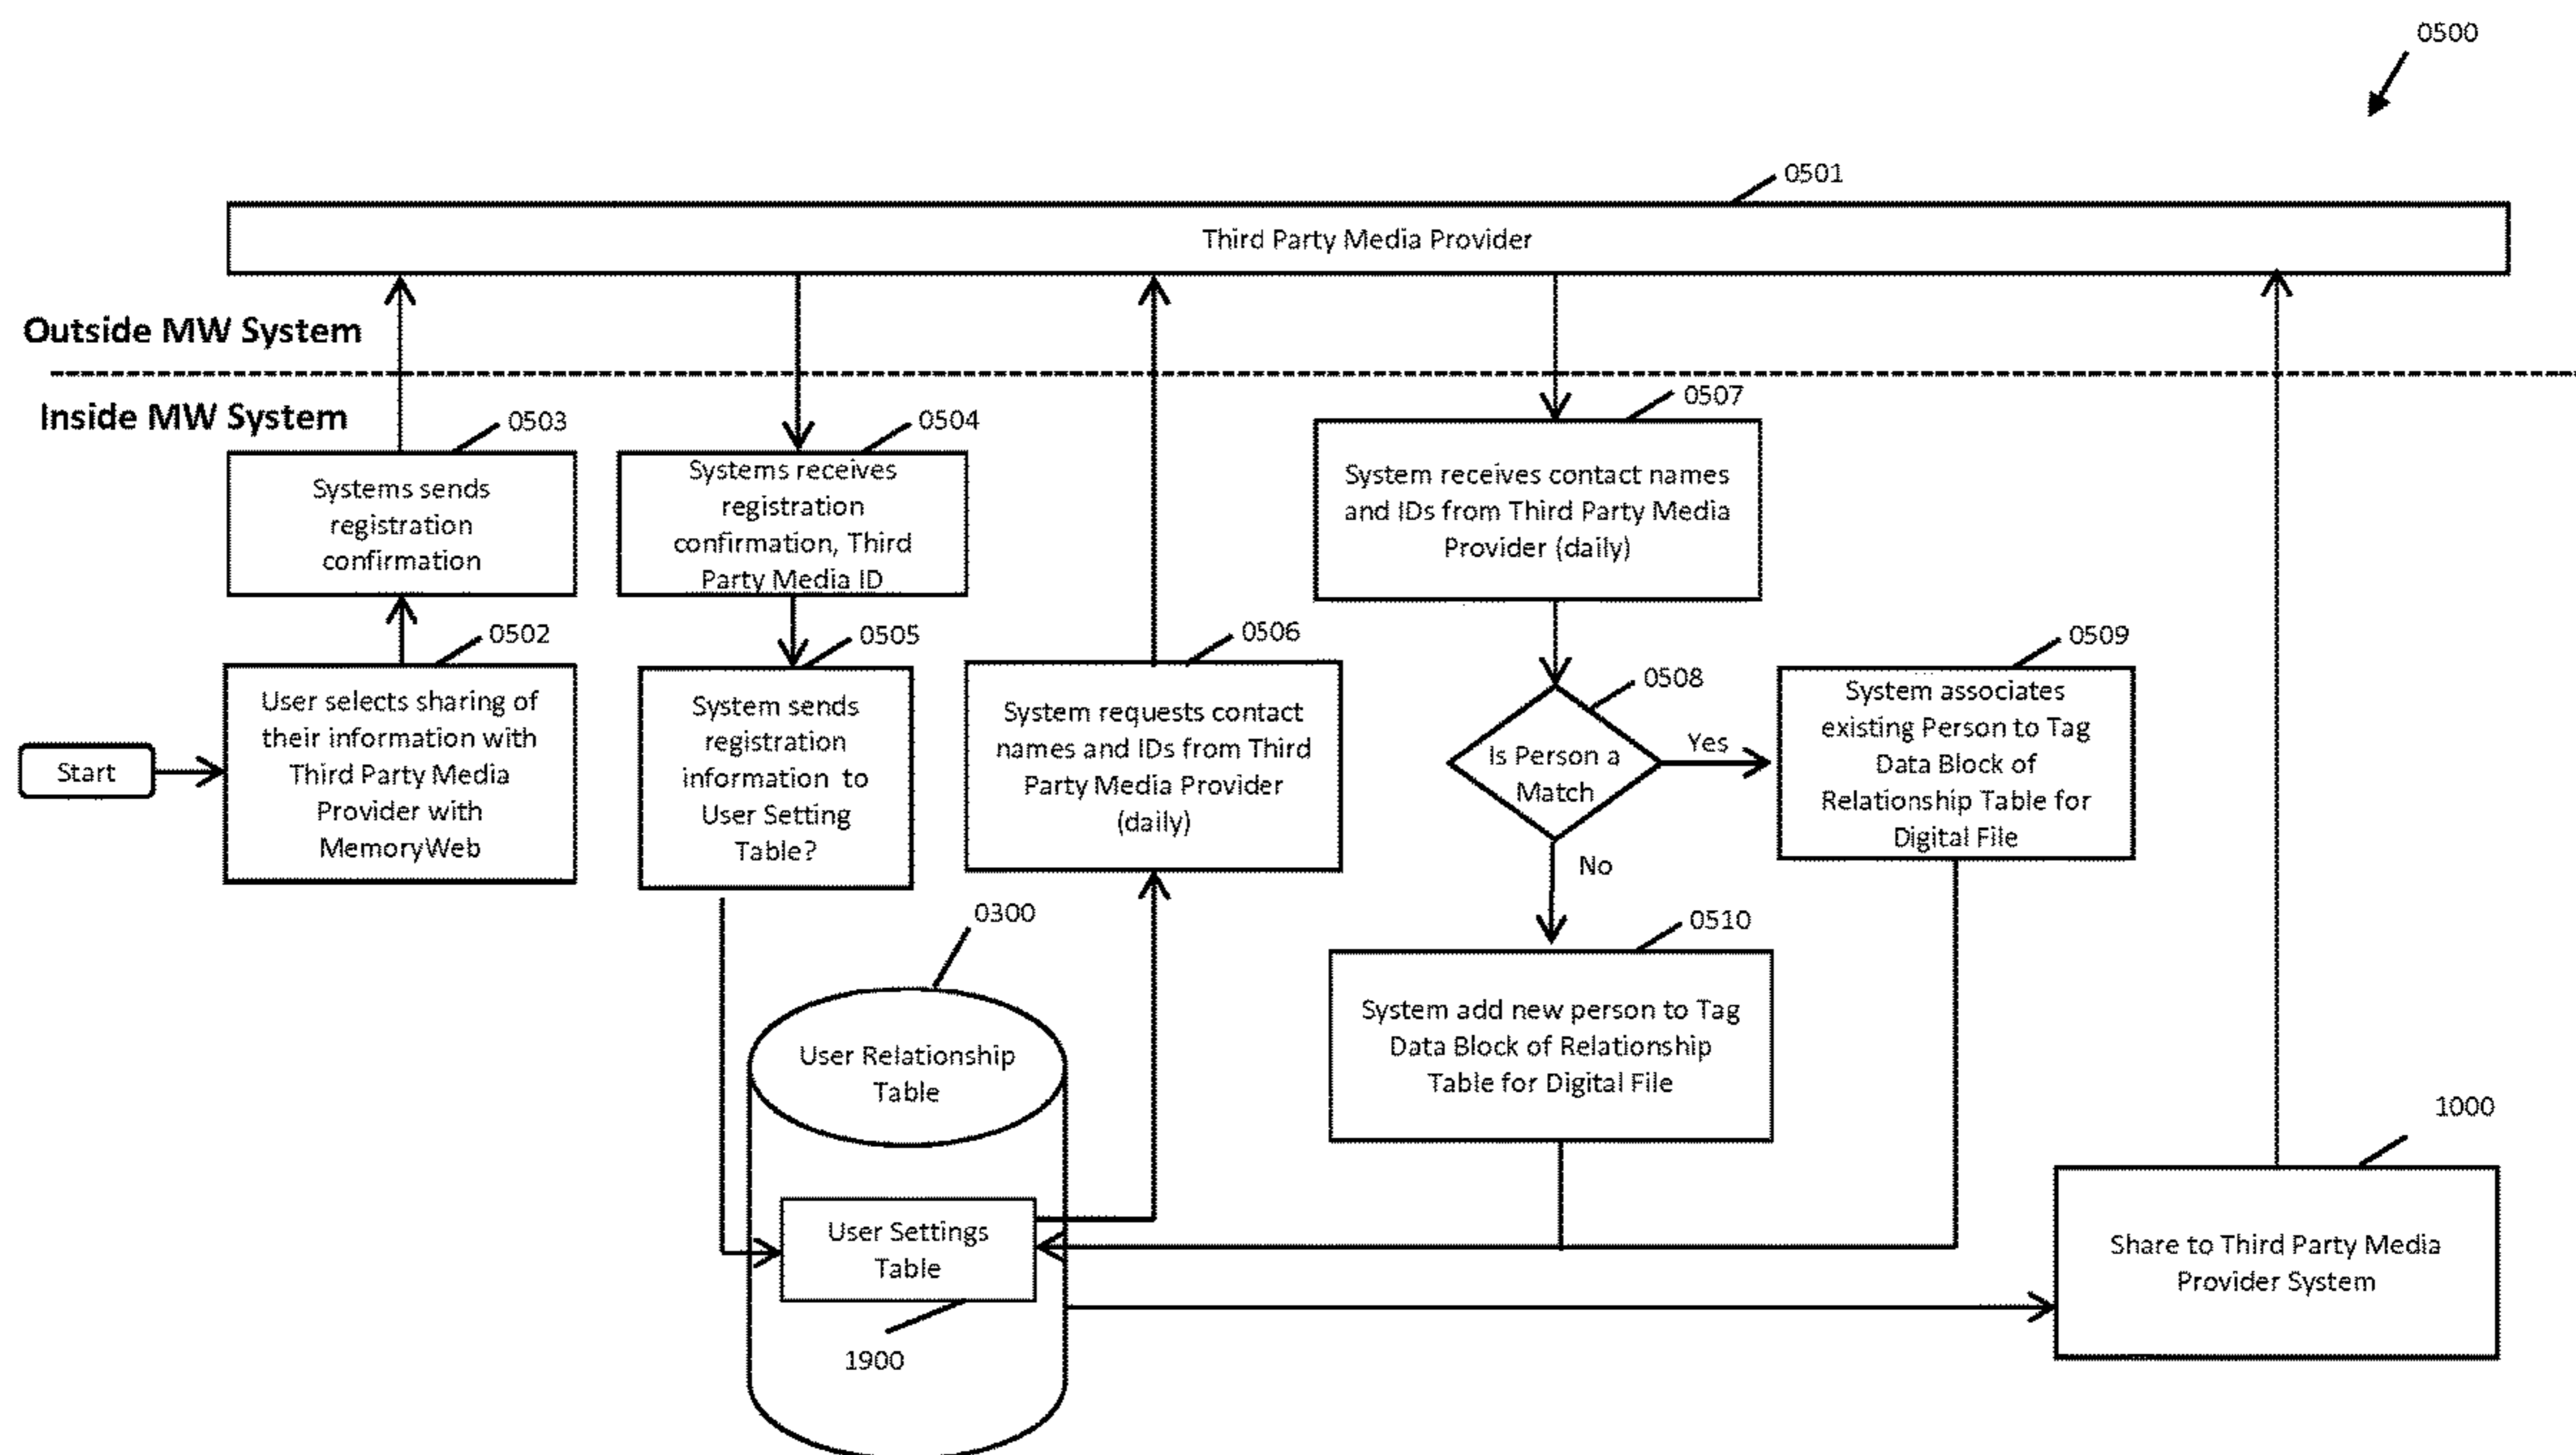 0500
0501
Third Party Media Provider
Outside MW System
Inside MW System
0503
Systems sends
registration
confirmation
0504
Systems receives
registration
confirmation, Third
Party Media ID
0507
System receives contact names
and IDs from Third Party Media
Provider (daily)
0502
User selects sharing of
their information with
Third Party Media
Provider with
MemoryWeb
Start
0505
System sends
registration
information to
User Setting
Table?
0506
System requests contact
names and IDs from Third
Party Media Provider
(daily)
0508
Is Person a
Match
Yes
No
0509
System associates
existing Person to Tag
Data Block of
Relationship Table for
Digital File
0300
User Relationship
Table
0510
System add new person to Tag
Data Block of Relationship
Table for Digital File
User Settings
Table
1900
1000
Share to Third Party Media
Provider System